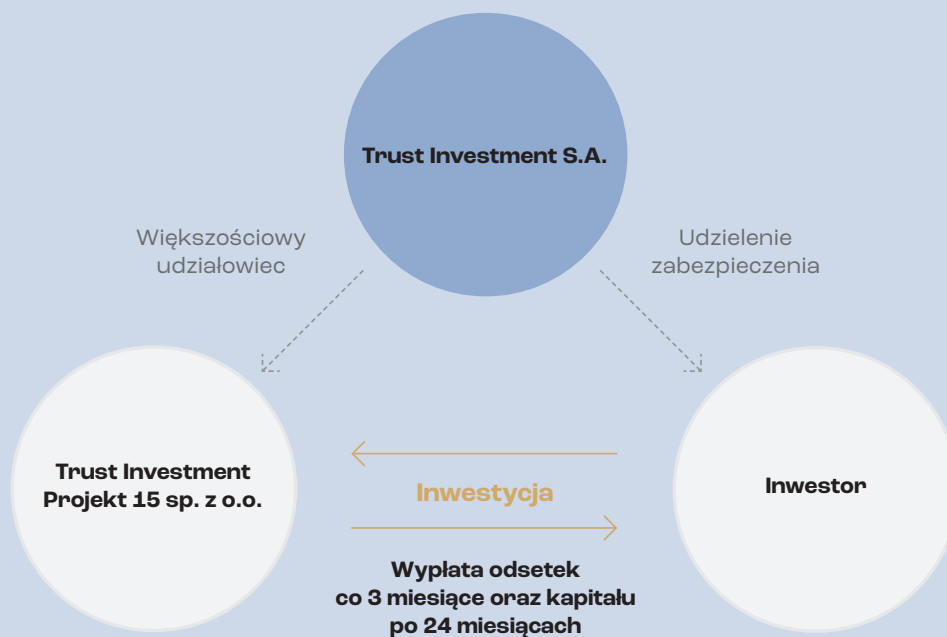 Trust Investment S.A.
Większościowy
udziałowiec
Udzielenie
zabezpieczenia
Trust Investment
Projekt 15 sp. z o.o.
Inwestycja
Inwestor
Wypłata odsetek
co 3 miesiące oraz kapitału
po 24 miesiącach